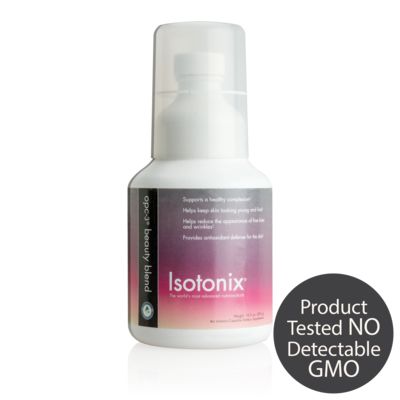 opc-3® beauty blend
Supports a healthy complexion*
Helps keep skin looking young and
Helps reduce the appearance of fine lines
and wrinkles*
Provides antioxidant defense for the skin*
Isotonix®
The world's most advanced nutraceuticals
Product
Tested NO
Detectable
GMO